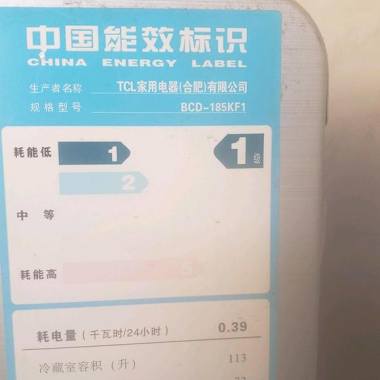 中国能效标识
CHINA ENERGY LABEL
生产者名称 TCL家用电器(合肥)有限公司
规格型号 BCD-185KF1
耗能低 1 1级
2
中等
耗能高
耗电量(千瓦时/24小时) 0.39
冷藏室容积(升) 113